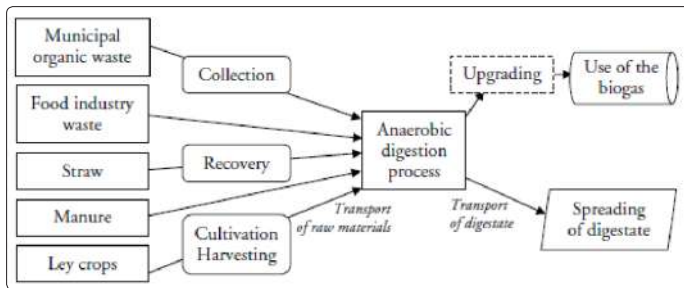 Municipal
organic waste
Collection
Food industry
waste
Straw
Recovery
Manure
Ley crops
Cultivation
Harvesting
Transport
of raw materials
Anaerobic
digestion
process
Upgrading
Use of the
biogas
Transport
of digestate
Spreading
of digestate